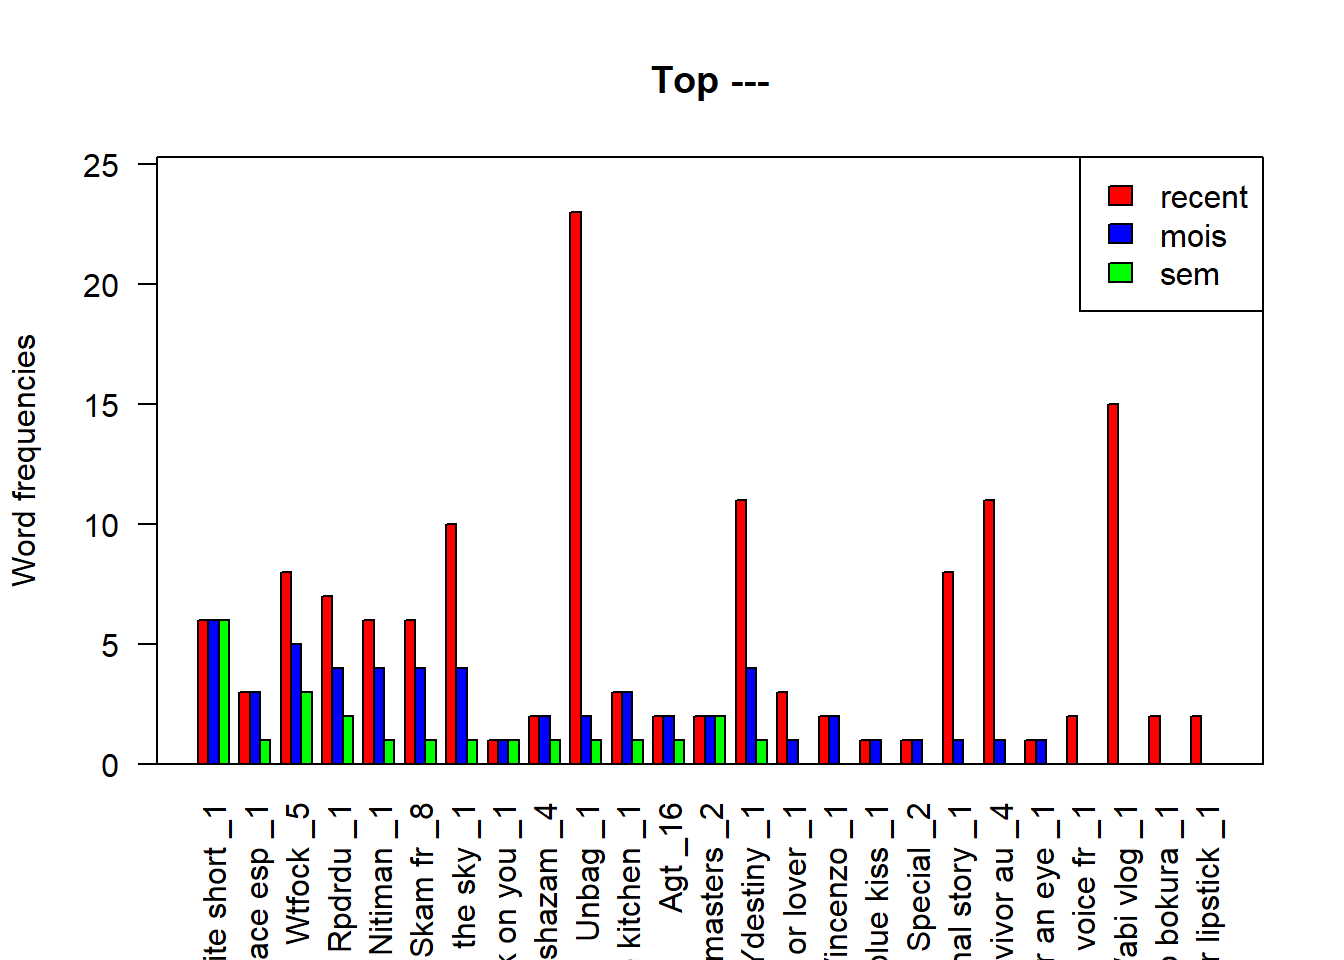 Top ---
Word frequencies
25
20
15
10
5
0
recent
mois
sem
ite short _1
ace esp _1
Wtfock _5
Rpdrdu _1
Nitiman _1
Skam fr _8
the sky _1
k on you _1
shazam _4
Unbag _1
kitchen _1
Agt _16
masters _2
Ydestiny _1
or lover _1
Vincenzo _1
blue kiss _1
Special _2
nal story _1
vivor au _4
r an eye _1
voice fr _1
Yabi vlog _1
o bokura _1
r lipstick _1